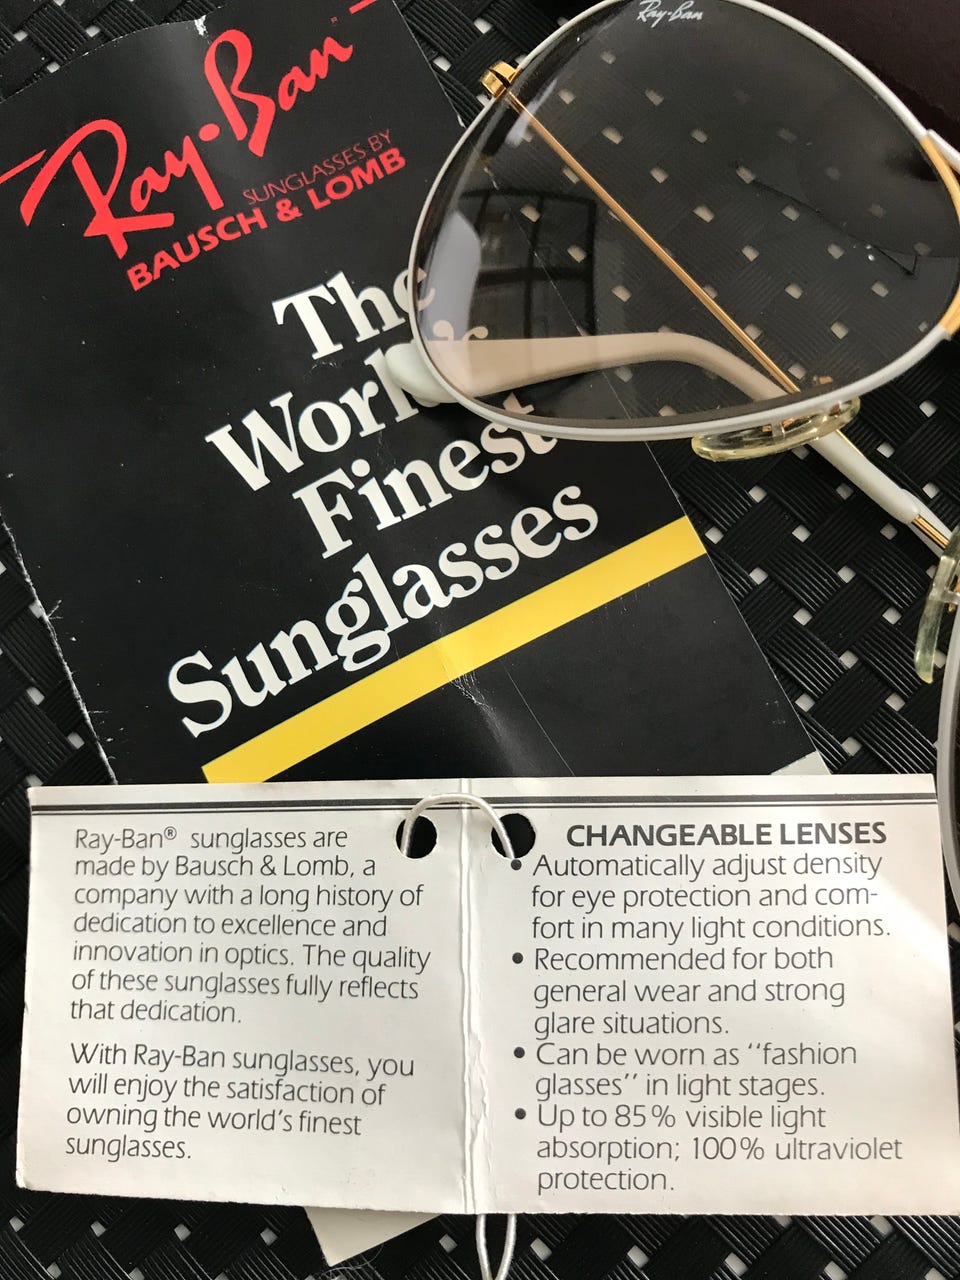 Ray-Ban
SUNGLASSES BY
BAUSCH & LOMB
The
World's
Finest
Sunglasses
Ray-Ban
Ray-Ban® sunglasses are
made by Bausch & Lomb, a
company with a long history of
dedication to excellence and
innovation in optics. The quality
of these sunglasses fully reflects
that dedication.
With Ray-Ban sunglasses, you
will enjoy the satisfaction of
owning the world's finest
sunglasses.
CHANGEABLE LENSES
• Automatically adjust density
for eye protection and com-
fort in many light conditions.
• Recommended for both
general wear and strong
glare situations.
• Can be worn as "fashion
glasses" in light stages.
• Up to 85% visible light
absorption; 100% ultraviolet
protection.